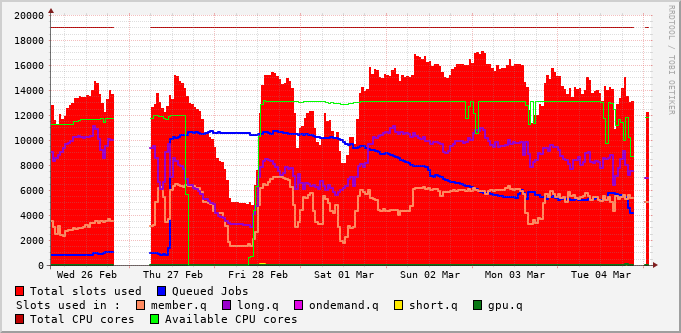 20000
18000
16000
14000
12000
10000
8000
6000
4000
2000
0
Wed 26 Feb Thu 27 Feb Fri 28 Feb Sat 01 Mar Sun 02 Mar Mon 03 Mar Tue 04 Mar
RRDTOOL / TOBI OETIKER
Total slots used Queued Jobs
Slots used in : member.q long.q ondemand.q short.q gpu.q
Total CPU cores Available CPU cores